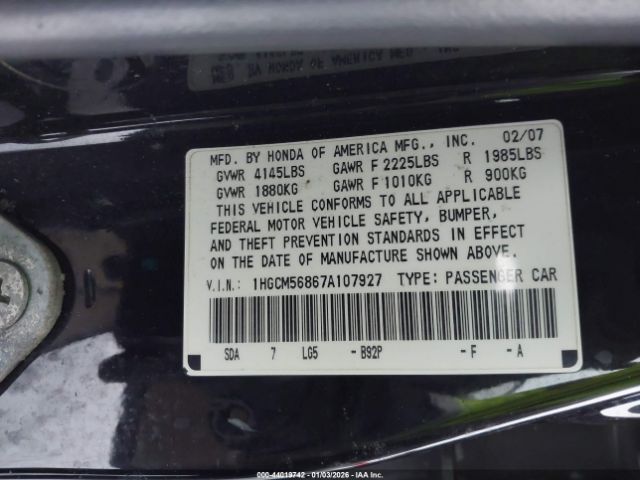 02/07
MFD. BY HONDA OF AMERICA MFG., INC.
GVWR 4145LBS GAWR F 2225LBS R 1985LBS
GVWR 1880KG GAWR F 1010KG R 900KG
THIS VEHICLE CONFORMS TO ALL APPLICABLE
FEDERAL MOTOR VEHICLE SAFETY, BUMPER,
AND THEFT PREVENTION STANDARDS IN EFFECT
ON THE DATE OF MANUFACTURE SHOWN ABOVE.
V.I.N.: 1HGCM56867A107927 TYPE: PASSENGER CAR
SDA 7 LG5 -B92P -F -A
000-44019742 - 01/03/2026 - IAAI